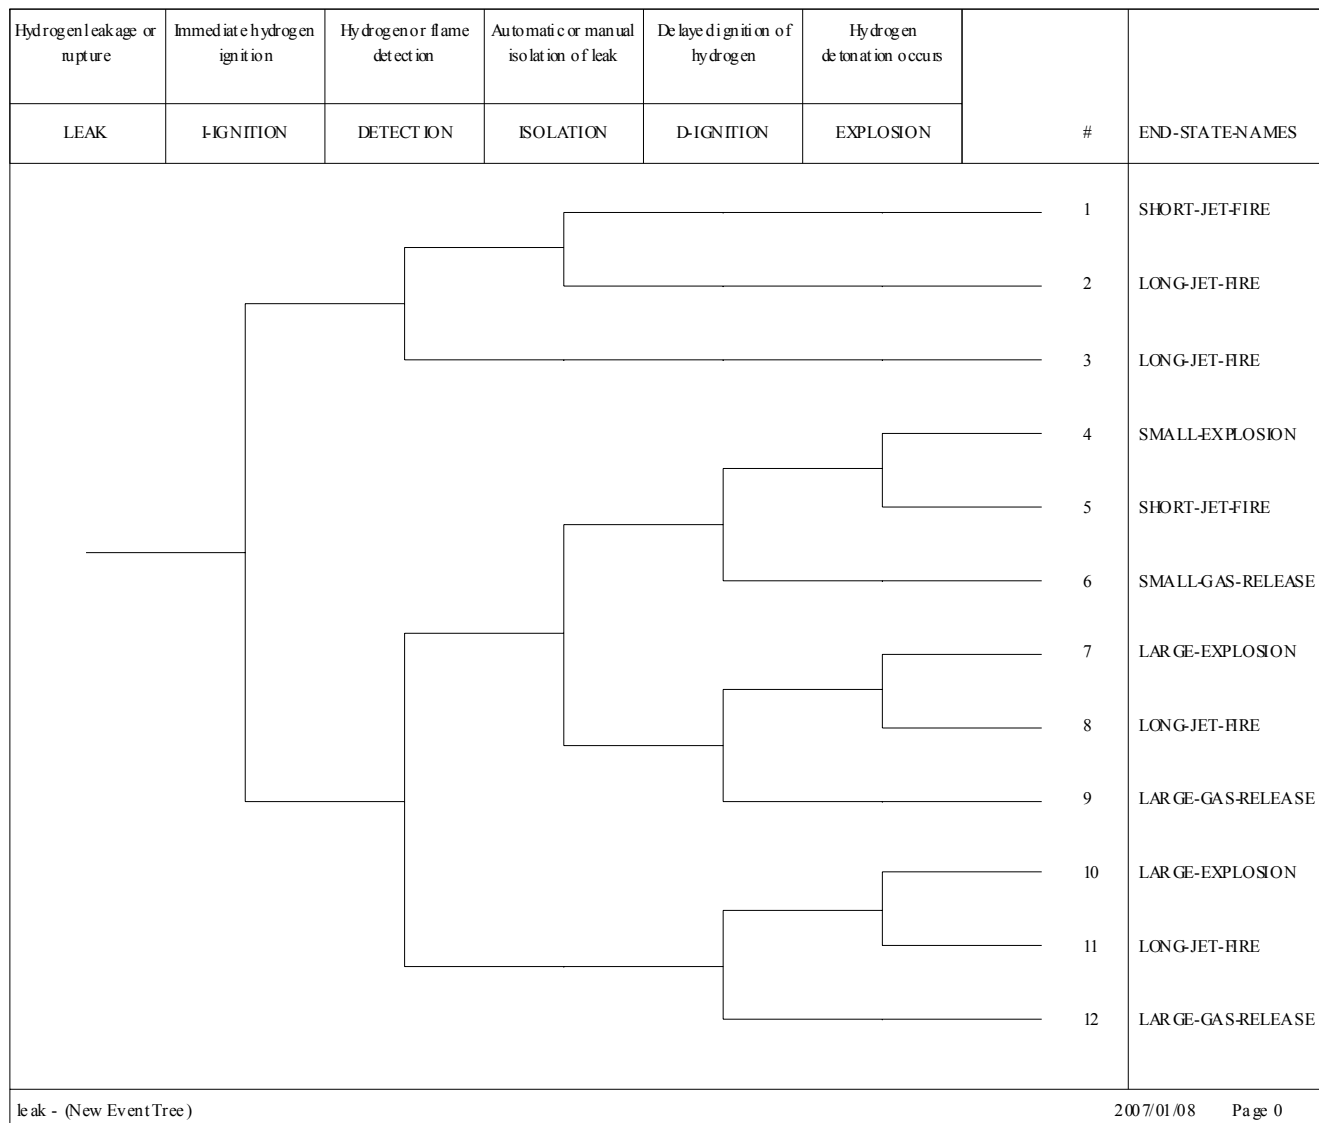 Hydrogen leakage or
rupture
Immediate hydrogen
ignition
Hydrogen or flame
detection
Automatic or manual
isolation of leak
Delayed ignition of
hydrogen
Hydrogen
detonation occurs
LEAK
I-IGNITION
DETECTION
ISOLATION
D-IGNITION
EXPLOSION
#
END-STATE-NAMES
1 SHORT-JET-FIRE
2 LONG-JET-FIRE
3 LONG-JET-FIRE
4 SMALL-EXPLOSION
5 SHORT-JET-FIRE
6 SMALL-GAS-RELEASE
7 LARGE-EXPLOSION
8 LONG-JET-FIRE
9 LARGE-GAS-RELEASE
10 LARGE-EXPLOSION
11 LONG-JET-FIRE
12 LARGE-GAS-RELEASE
leak - (New Event Tree)
2007/01/08 Page 0